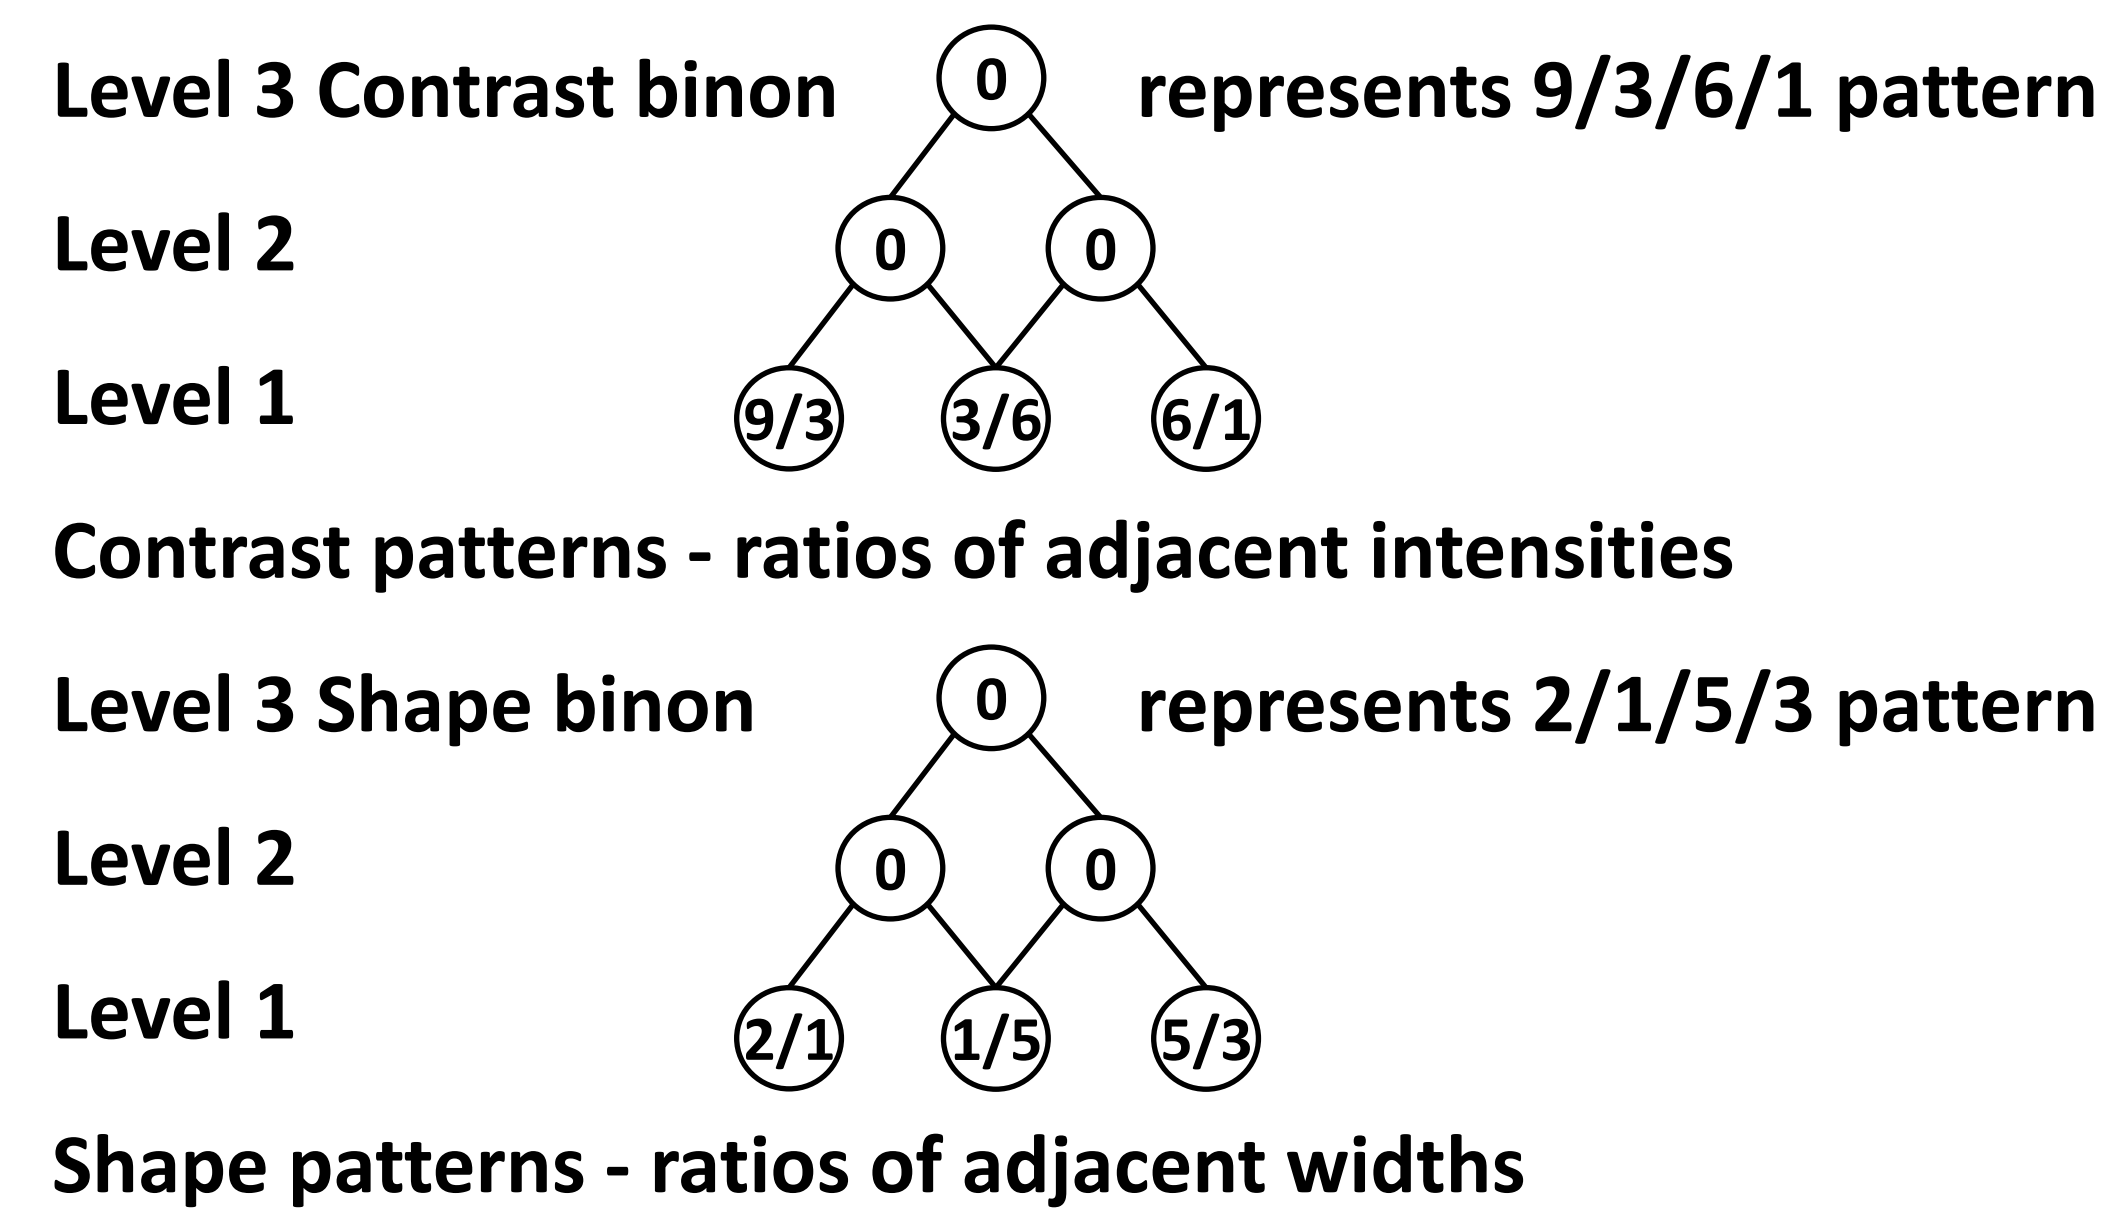 Level 3 Contrast binon 0 represents 9/3/6/1 pattern
Level 2 0 0
Level 1 9/3 3/6 6/1
Contrast patterns - ratios of adjacent intensities
Level 3 Shape binon 0 represents 2/1/5/3 pattern
Level 2 0 0
Level 1 2/1 1/5 5/3
Shape patterns - ratios of adjacent widths